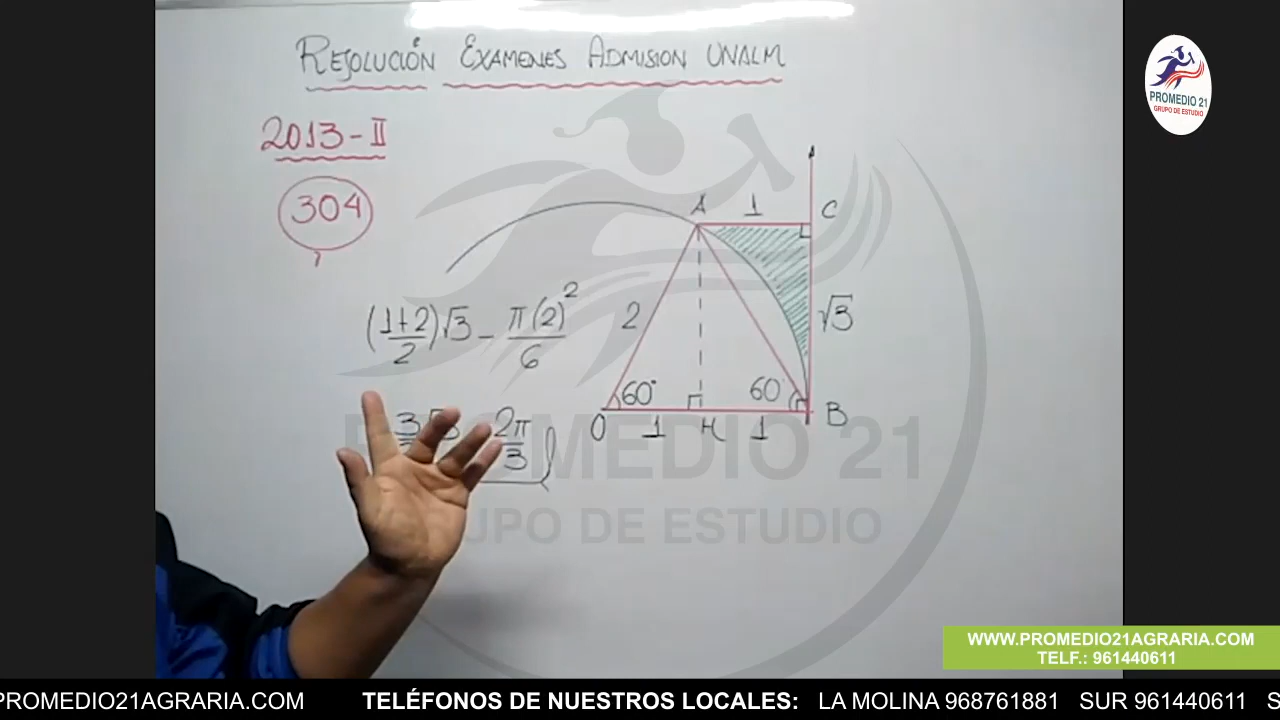 RESOLUCIÓN EXAMENES ADMISION UNALM
2013-II
304
PROMEDIO 21
GRUPO DE ESTUDIO
A 1 C
(1+2)/2 √3 - π(2)²/6
2
√3
60° 60°
O 1 H 1 B
2π/3
PROMEDIO 21
GRUPO DE ESTUDIO
WWW.PROMEDIO21AGRARIA.COM
TELF.: 961440611
PROMEDIO21AGRARIA.COM TELÉFONOS DE NUESTROS LOCALES: LA MOLINA 968761881 SUR 961440611 S